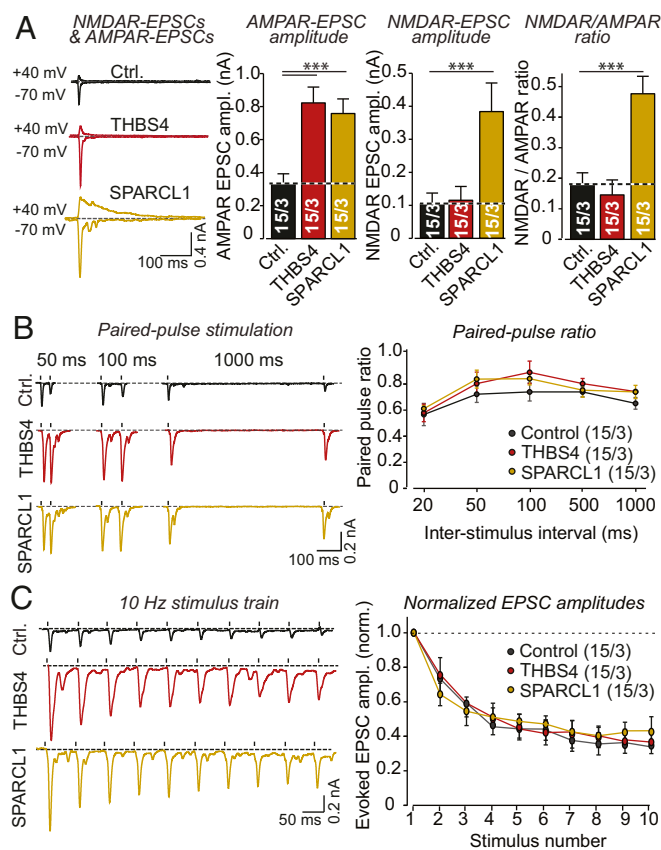 A
NMDAR-EPSCs
& AMPAR-EPSCs
+40 mV
Ctrl.
-70 mV
+40 mV
THBS4
-70 mV
+40 mV
SPARCL1
-70 mV
100 ms
0.4 nA
AMPAR-EPSC
amplitude
AMPAR EPSC ampl. (nA)
1.0
0.8
0.6
0.4
0.2
0
***
15/3
15/3
15/3
Ctrl.
THBS4
SPARCL1
NMDAR-EPSC
amplitude
NMDAR EPSC ampl. (nA)
0.5
0.4
0.3
0.2
0.1
0
***
15/3
15/3
15/3
Ctrl.
THBS4
SPARCL1
NMDAR/AMPAR
ratio
NMDAR / AMPAR ratio
0.5
0.4
0.3
0.2
0.1
0
***
15/3
15/3
15/3
Ctrl.
THBS4
SPARCL1
B
Paired-pulse stimulation
50 ms
100 ms
1000 ms
Ctrl.
THBS4
SPARCL1
100 ms
0.2 nA
Paired-pulse ratio
Paired pulse ratio
1.0
0.8
0.6
0.4
0.2
0
Control (15/3)
THBS4 (15/3)
SPARCL1 (15/3)
20
50
100
500
1000
Inter-stimulus interval (ms)
C
10 Hz stimulus train
Ctrl.
THBS4
SPARCL1
50 ms
0.2 nA
Normalized EPSC amplitudes
Evoked EPSC ampl. (norm.)
1.0
0.8
0.6
0.4
0.2
0
Control (15/3)
THBS4 (15/3)
SPARCL1 (15/3)
1
2
3
4
5
6
7
8
9
10
Stimulus number